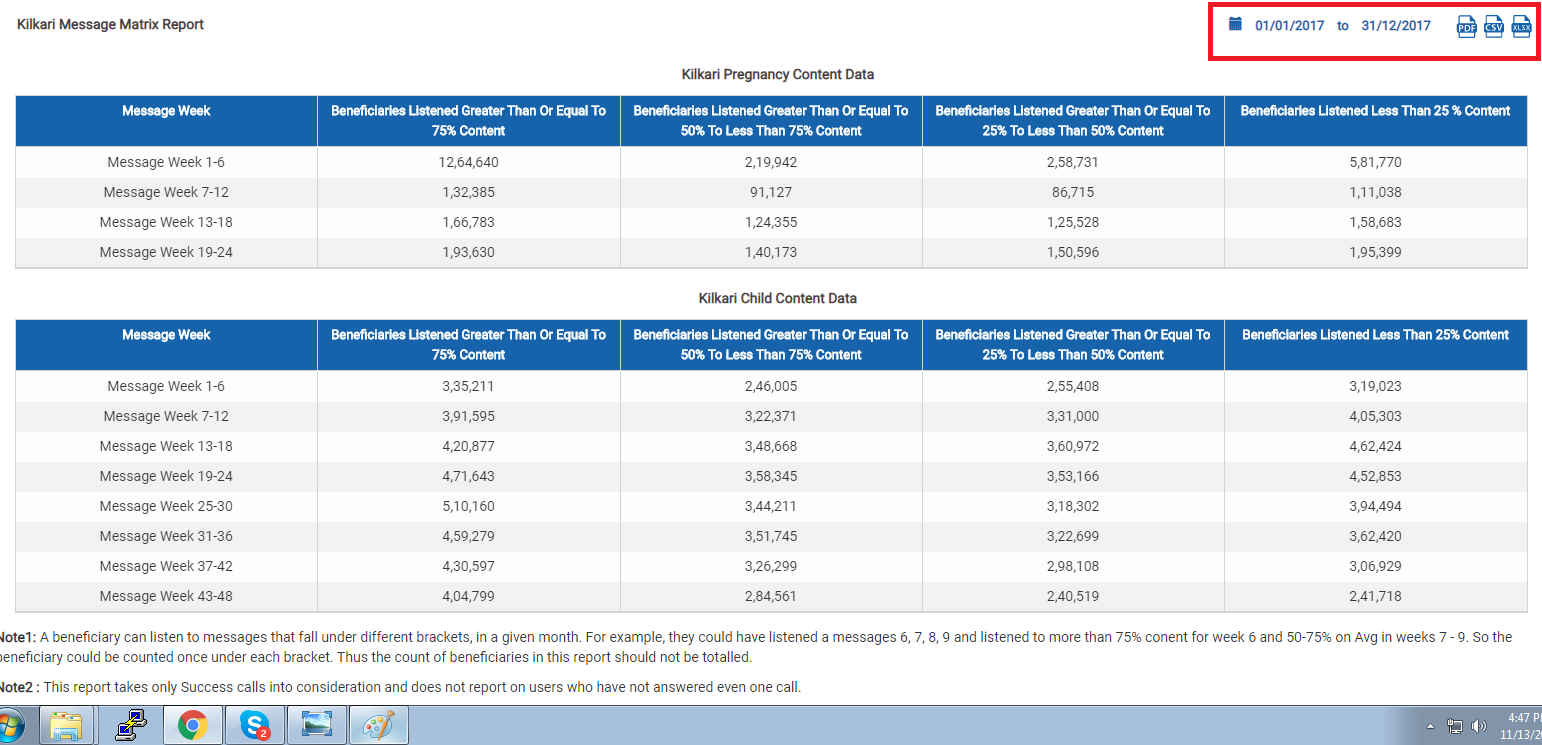 Kilkari Message Matrix Report
01/01/2017 to 31/12/2017 PDF CSV XLSX
Kilkari Pregnancy Content Data
Message Week Beneficiaries Listened Greater Than Or Equal To 75% Content Beneficiaries Listened Greater Than Or Equal To 50% To Less Than 75% Content Beneficiaries Listened Greater Than Or Equal To 25% To Less Than 50% Content Beneficiaries Listened Less Than 25 % Content
Message Week 1-6 12,64,640 2,19,942 2,58,731 5,81,770
Message Week 7-12 1,32,385 91,127 86,715 1,11,038
Message Week 13-18 1,66,783 1,24,355 1,25,528 1,58,683
Message Week 19-24 1,93,630 1,40,173 1,50,596 1,95,399
Kilkari Child Content Data
Message Week Beneficiaries Listened Greater Than Or Equal To 75% Content Beneficiaries Listened Greater Than Or Equal To 50% To Less Than 75% Content Beneficiaries Listened Greater Than Or Equal To 25% To Less Than 50% Content Beneficiaries Listened Less Than 25% Content
Message Week 1-6 3,35,211 2,46,005 2,55,408 3,19,023
Message Week 7-12 3,91,595 3,22,371 3,31,000 4,05,303
Message Week 13-18 4,20,877 3,48,668 3,60,972 4,62,424
Message Week 19-24 4,71,643 3,58,345 3,53,166 4,52,853
Message Week 25-30 5,10,160 3,44,211 3,18,302 3,94,494
Message Week 31-36 4,59,279 3,51,745 3,22,699 3,62,420
Message Week 37-42 4,30,597 3,26,299 2,98,108 3,06,929
Message Week 43-48 4,04,799 2,84,561 2,40,519 2,41,718
Note1: A beneficiary can listen to messages that fall under different brackets, in a given month. For example, they could have listened a messages 6, 7, 8, 9 and listened to more than 75% conent for week 6 and 50-75% on Avg in weeks 7 - 9. So the
beneficiary could be counted once under each bracket. Thus the count of beneficiaries in this report should not be totalled.
Note2 : This report takes only Success calls into consideration and does not report on users who have not answered even one call.
2
4:47 P
11/13/2